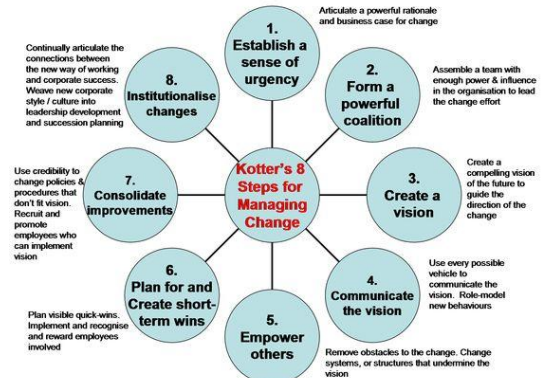 Kotter's 8
Steps for
Managing
Change
1.
Establish a
sense of
urgency
Articulate a powerful rationale
and business case for change
2.
Form a
powerful
coalition
Assemble a team with
enough power & influence
in the organisation to lead
the change effort
3.
Create a
vision
Create a
compelling vision
of the future to
guide the
direction of the
change
4.
Communicate
the vision
Use every possible
vehicle to
communicate the
vision. Role-model
new behaviours
5.
Empower
others
Remove obstacles to the change. Change
systems, or structures that undermine the
vision
6.
Plan for and
Create short-
term wins
Plan visible quick-wins.
Implement and recognise
and reward employees
involved
7.
Consolidate
improvements
Use credibility to
change policies &
procedures that
don't fit vision.
Recruit and
promote
employees who
can implement
vision
8.
Institutionalise
changes
Continually articulate the
connections between
the new way of working
and corporate success.
Weave new corporate
style / culture into
leadership development
and succession planning